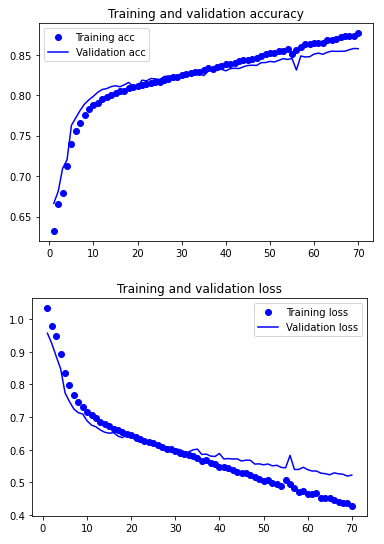 Training and validation accuracy
Training acc
Validation acc
0.85
0.80
0.75
0.70
0.65
0 10 20 30 40 50 60 70
Training and validation loss
Training loss
Validation loss
1.0
0.9
0.8
0.7
0.6
0.5
0.4
0 10 20 30 40 50 60 70